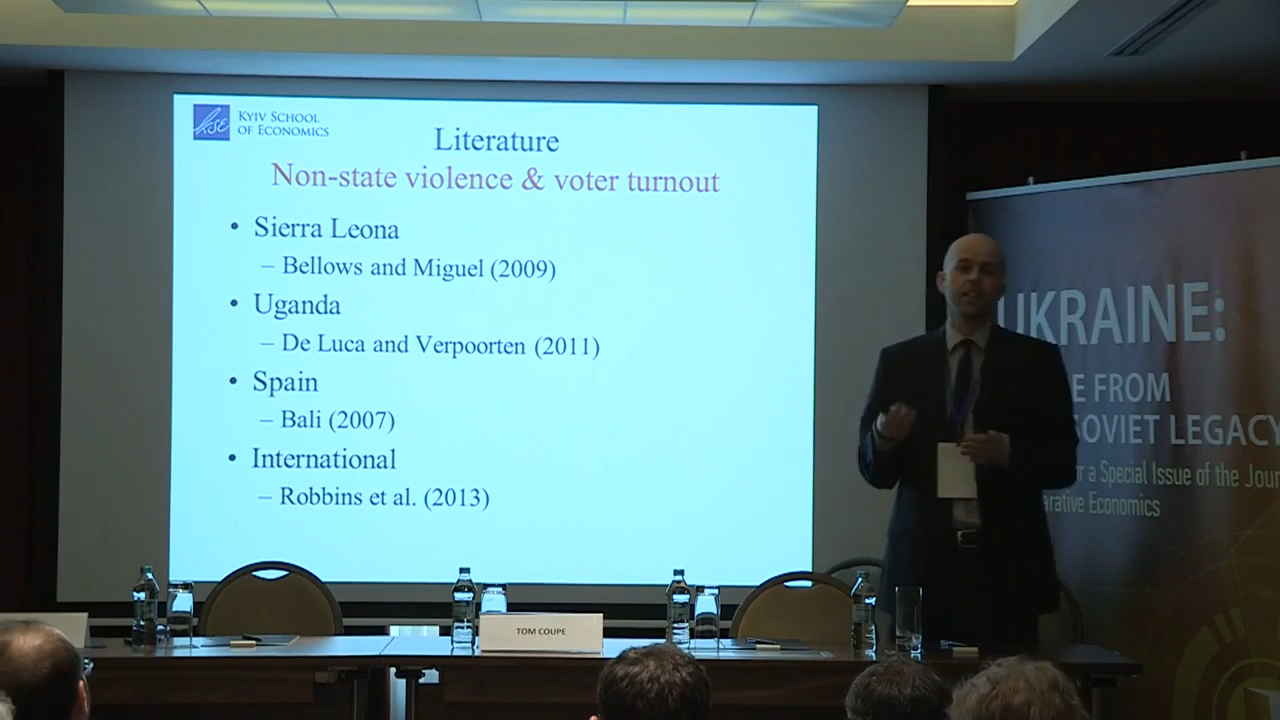 KYIV SCHOOL
OF ECONOMICS
Literature
Non-state violence & voter turnout
• Sierra Leona
– Bellows and Miguel (2009)
• Uganda
– De Luca and Verpoorten (2011)
• Spain
– Bali (2007)
• International
– Robbins et al. (2013)
TOM COUPE
UKRAINE:
FROM
SOVIET LEGACY
a Special Issue of the
Economics